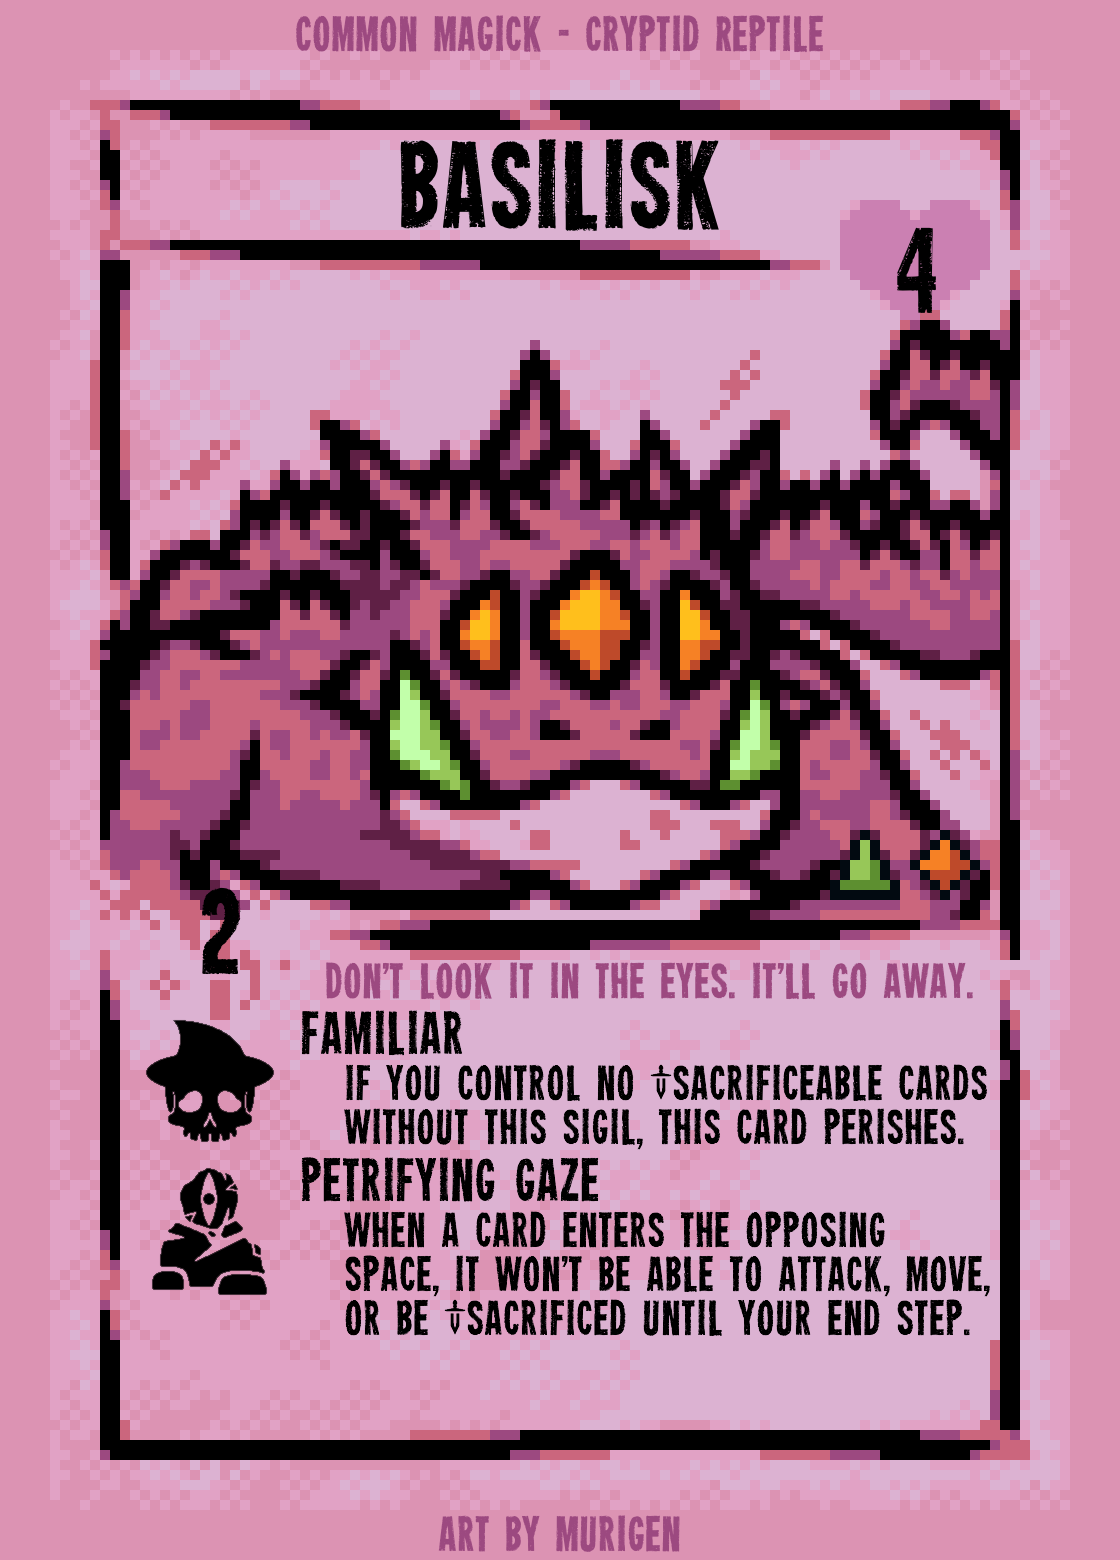 COMMON MAGICK - CRYPTID REPTILE
BASILISK
4
2
DON'T LOOK IT IN THE EYES. IT'LL GO AWAY.
FAMILIAR
IF YOU CONTROL NO SACRIFICEABLE CARDS
WITHOUT THIS SIGIL, THIS CARD PERISHES.
PETRIFYING GAZE
WHEN A CARD ENTERS THE OPPOSING
SPACE, IT WON'T BE ABLE TO ATTACK, MOVE,
OR BE SACRIFICED UNTIL YOUR END STEP.
ART BY MURIGEN